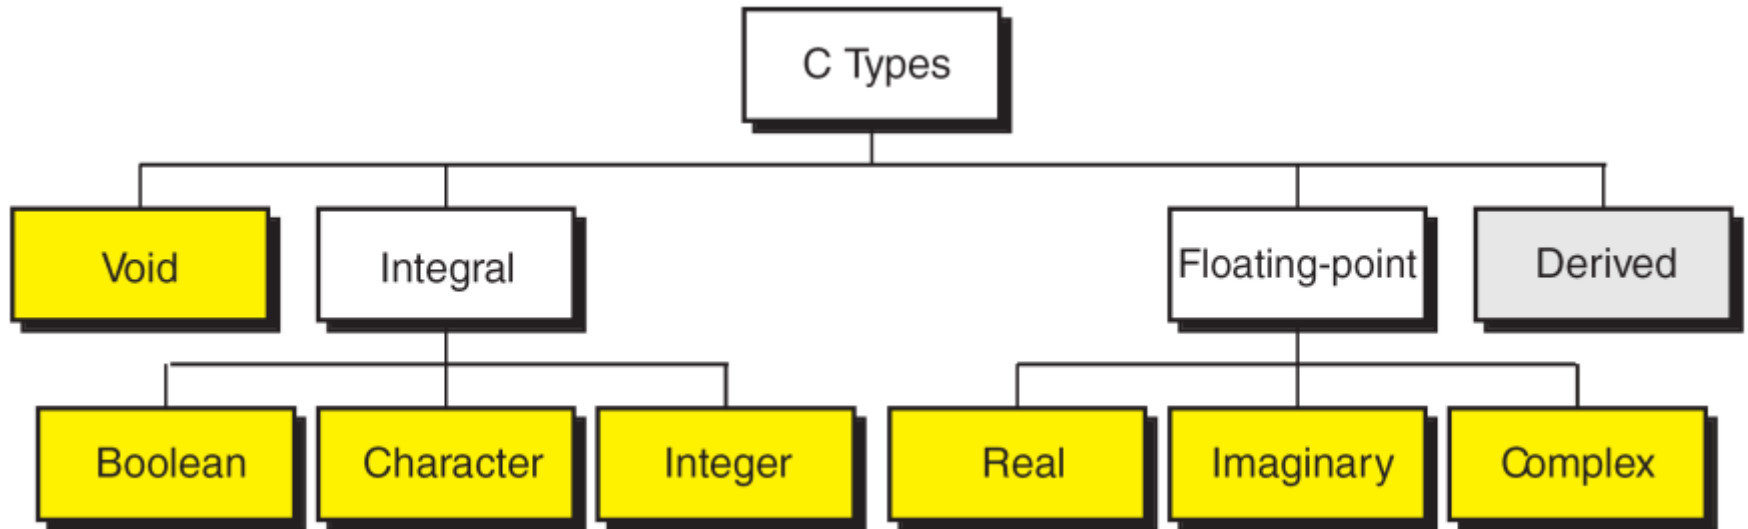 C Types
Void
Integral
Floating-point
Derived
Boolean
Character
Integer
Real
Imaginary
Complex